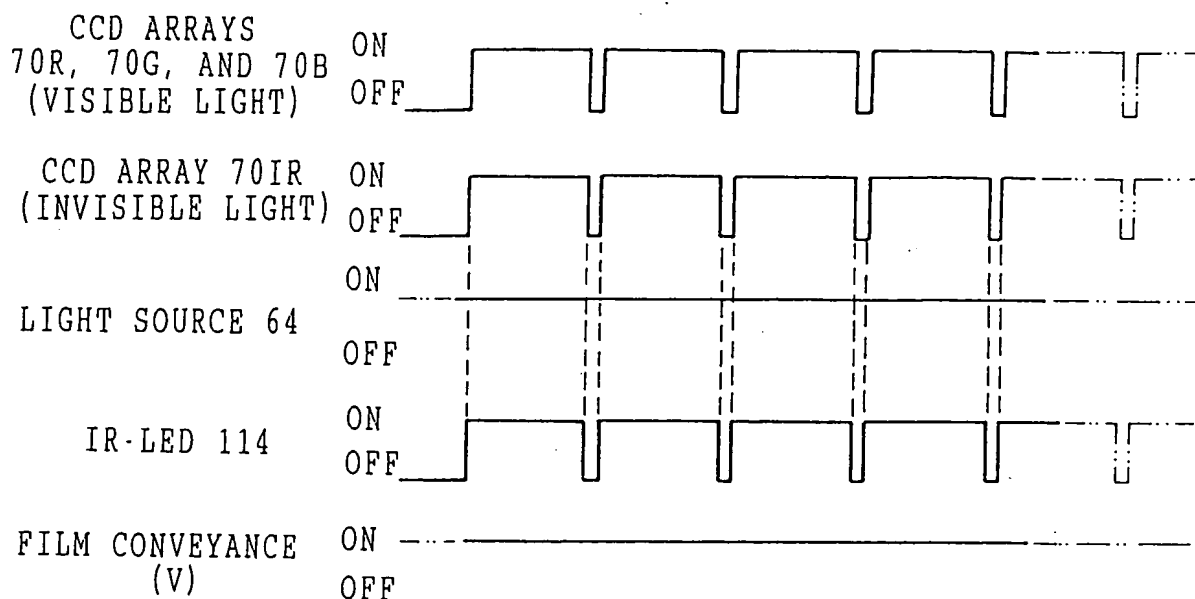 CCD ARRAYS
70R, 70G, AND 70B
(VISIBLE LIGHT)
ON
OFF
CCD ARRAY 70IR
(INVISIBLE LIGHT)
ON
OFF
LIGHT SOURCE 64
ON
OFF
IR-LED 114
ON
OFF
FILM CONVEYANCE
(V)
ON
OFF